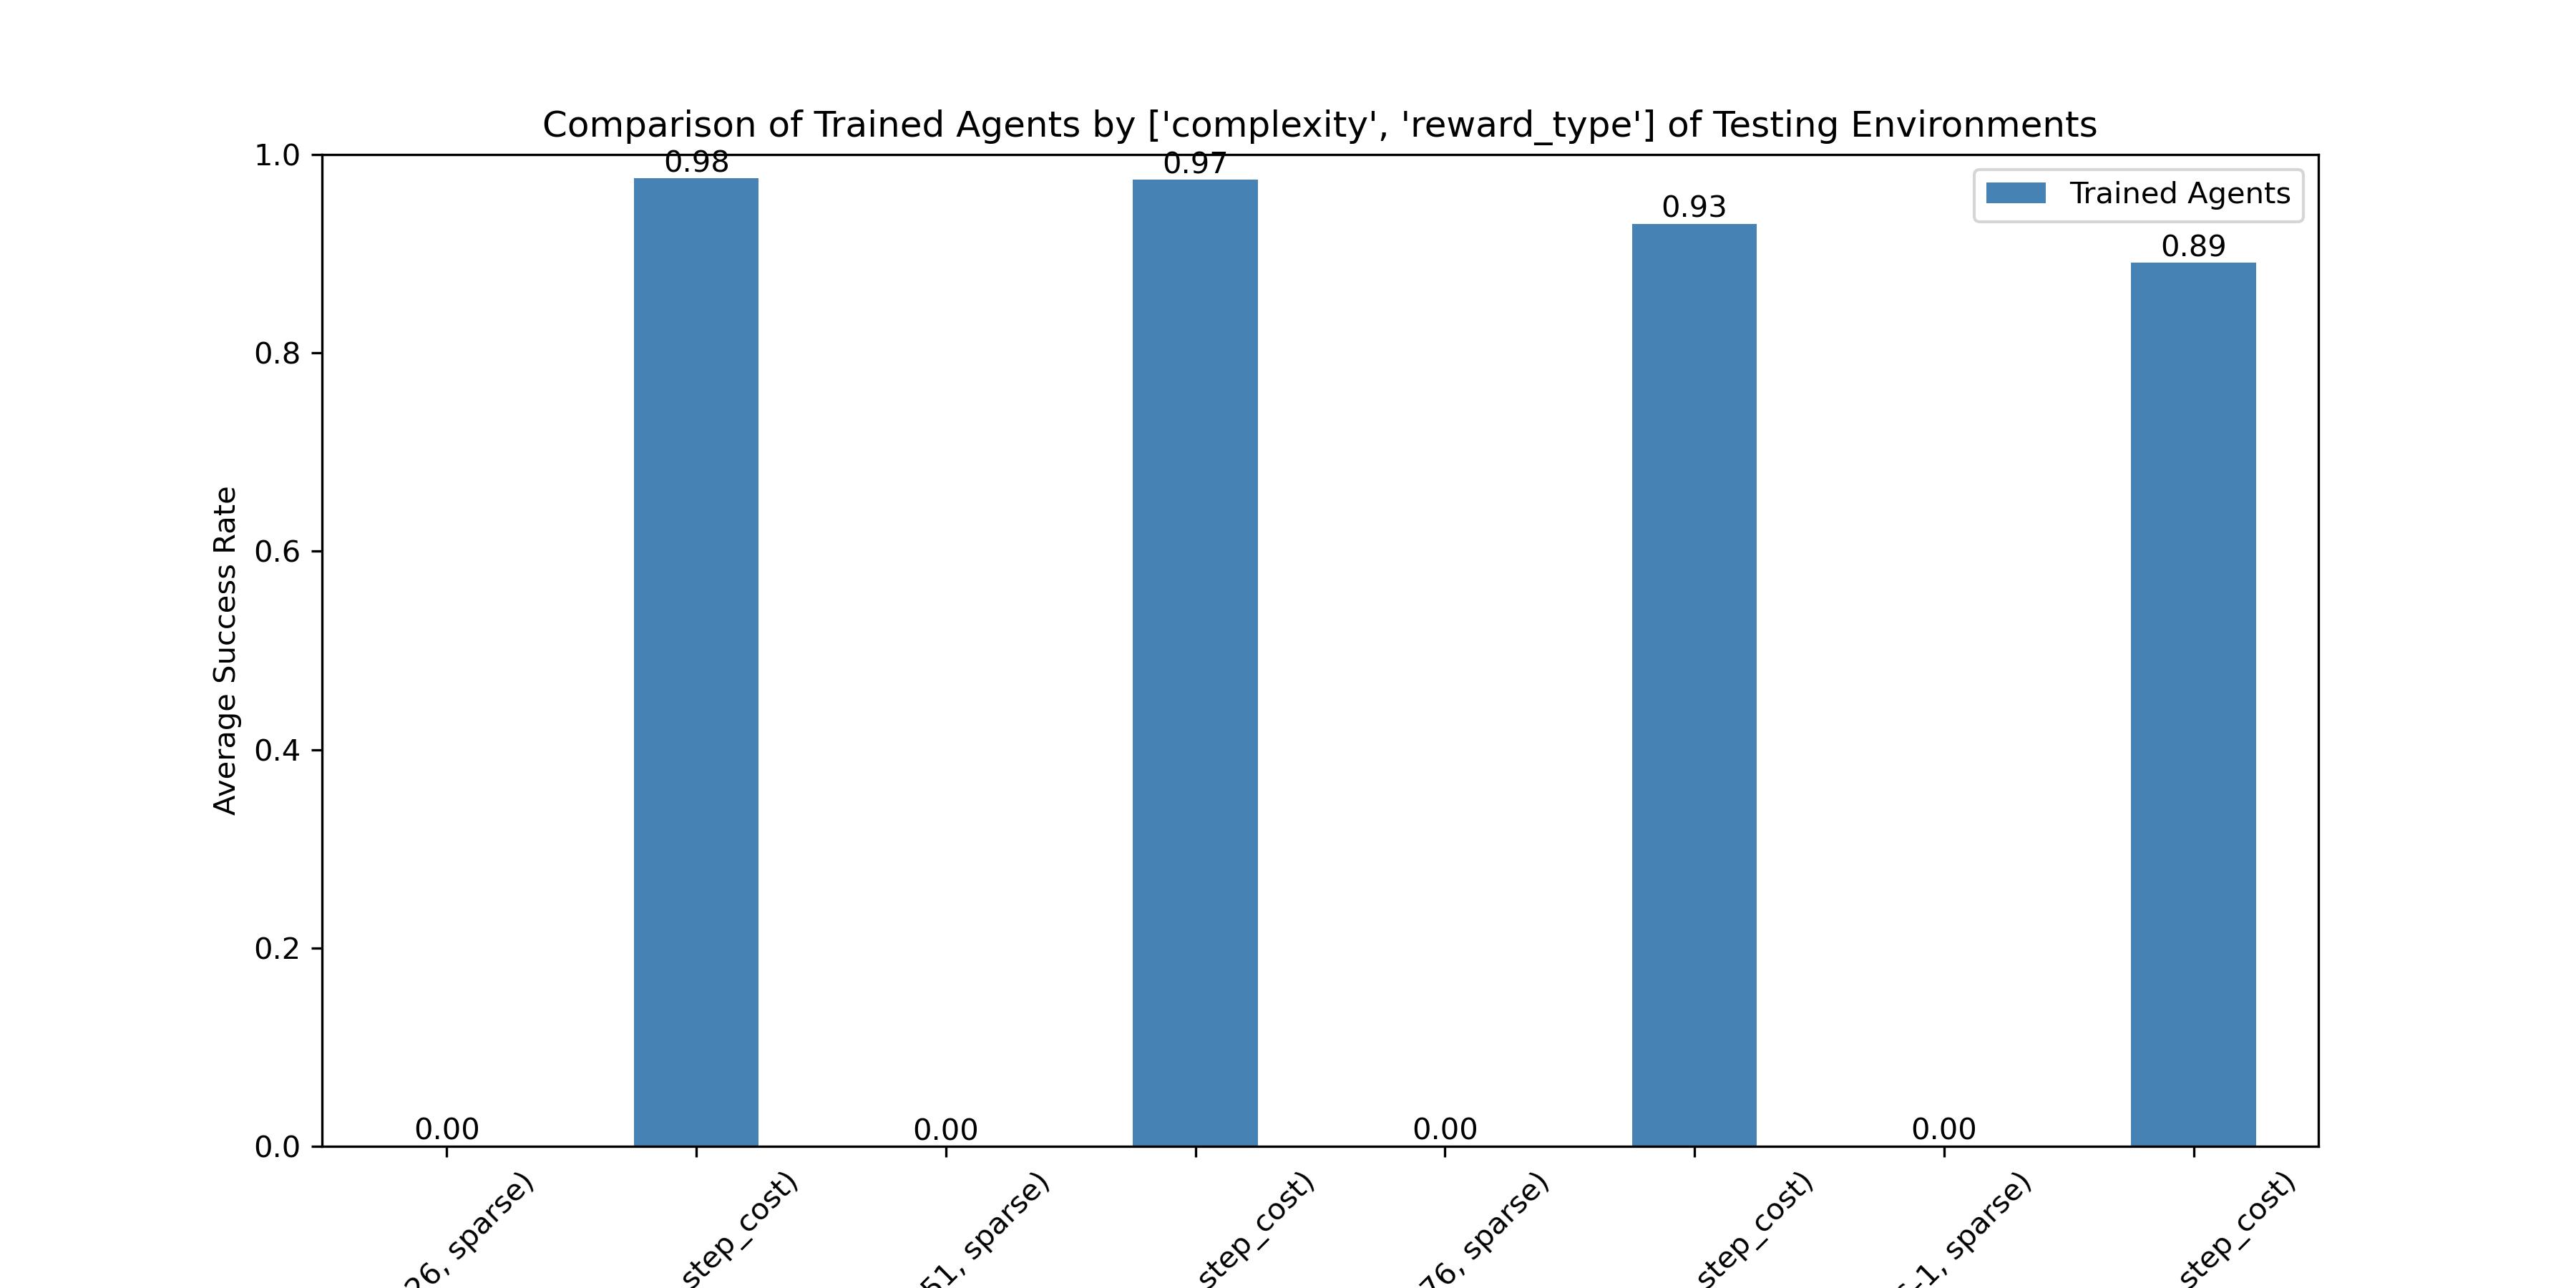 Comparison of Trained Agents by ['complexity', 'reward_type'] of Testing Environments
Trained Agents
Average Success Rate
1.0
0.8
0.6
0.4
0.2
0.0
0.00
0.98
0.00
0.97
0.00
0.93
0.00
0.89
26, sparse)
step_cost)
51, sparse)
step_cost)
76, sparse)
step_cost)
-1, sparse)
step_cost)